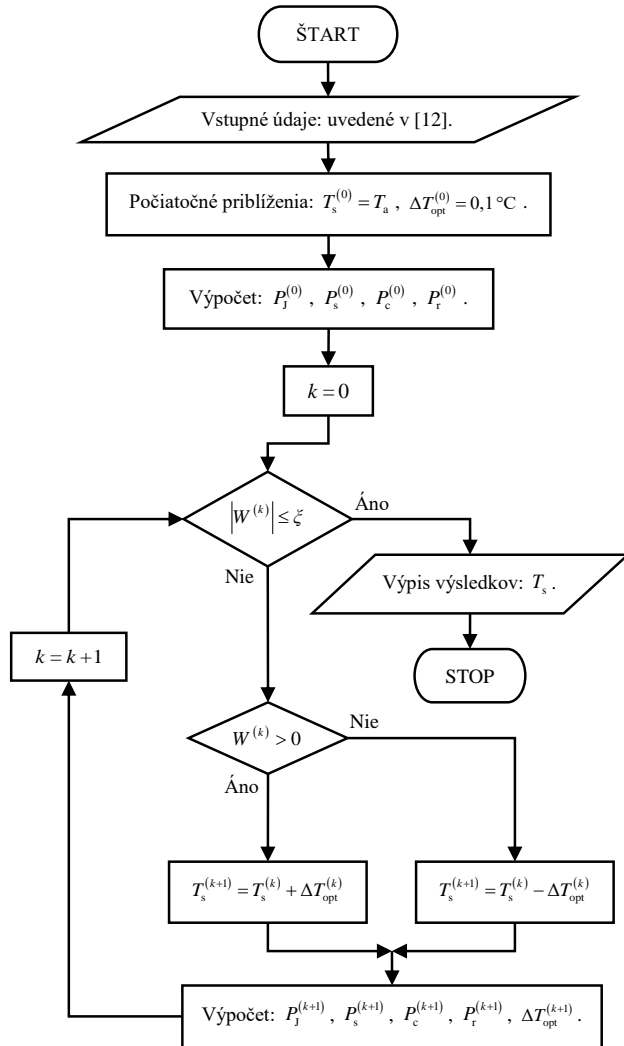 ŠTART
Vstupné údaje: uvedené v [12].
Počiatočné priblíženia: T_s^(0) = T_a , ΔT_opt^(0) = 0,1 °C .
Výpočet: P_J^(0) , P_s^(0) , P_c^(0) , P_r^(0) .
k = 0
|W^(k)| ≤ ξ
Áno
Nie
Výpis výsledkov: T_s .
k = k + 1
STOP
W^(k) > 0
Nie
Áno
T_s^(k+1) = T_s^(k) + ΔT_opt^(k)
T_s^(k+1) = T_s^(k) − ΔT_opt^(k)
Výpočet: P_J^(k+1) , P_s^(k+1) , P_c^(k+1) , P_r^(k+1) , ΔT_opt^(k+1) .